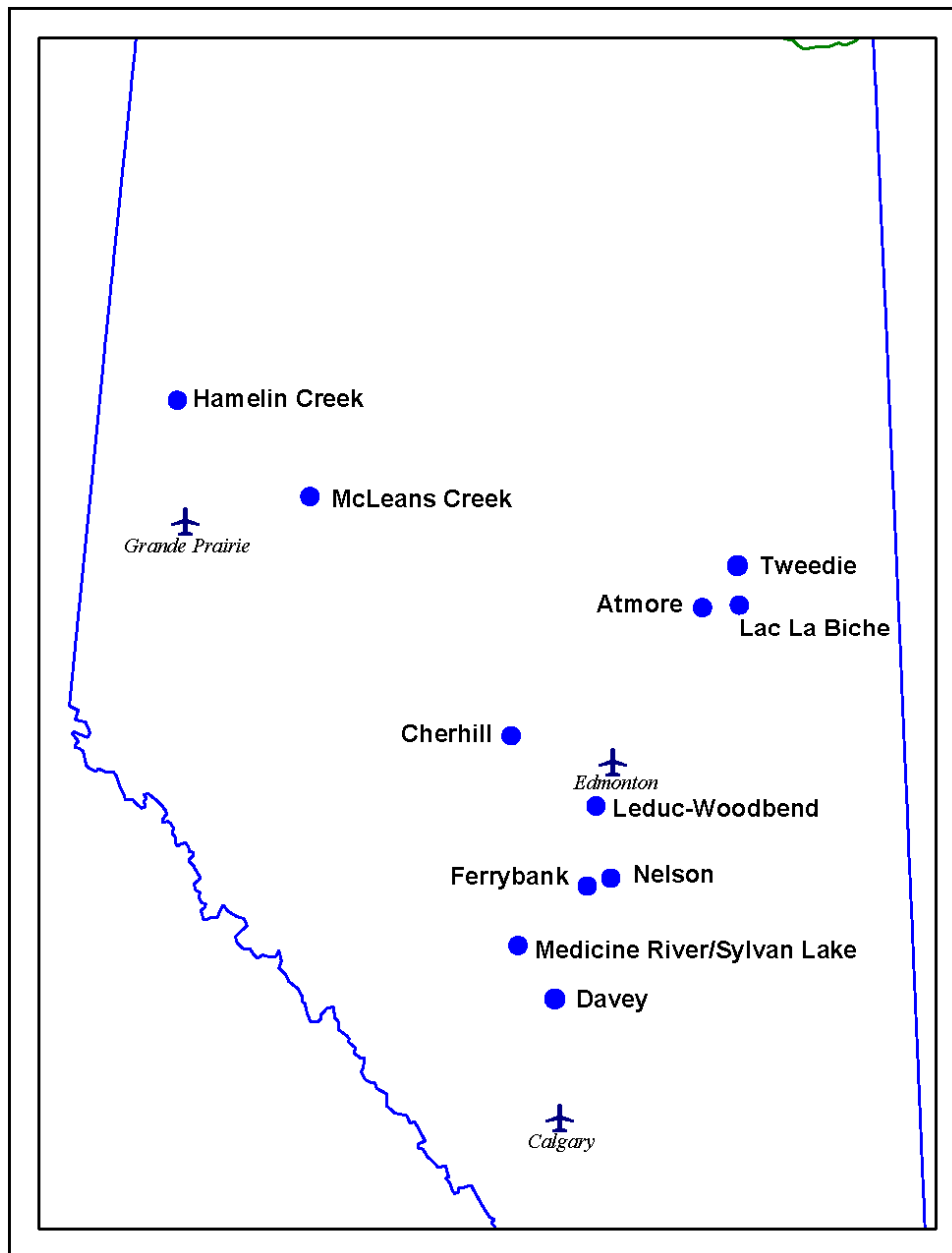 Hamelin Creek
McLeans Creek
Grande Prairie
Tweedie
Atmore
Lac La Biche
Cherhill
Edmonton
Leduc-Woodbend
Ferrybank
Nelson
Medicine River/Sylvan Lake
Davey
Calgary